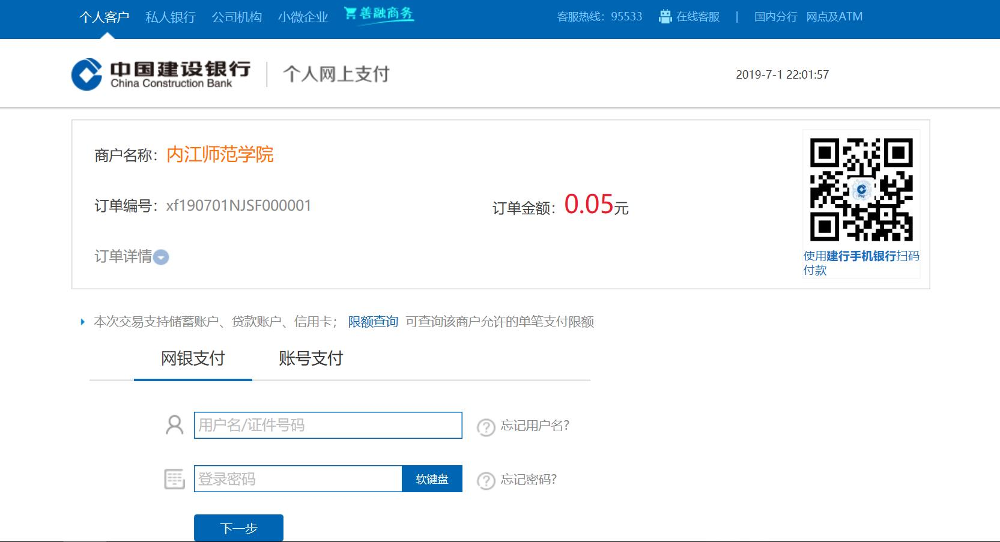 个人客户 私人银行 公司机构 小微企业 善融商务 客服热线：95533 在线客服 | 国内分行 网点及ATM
中国建设银行
China Construction Bank
个人网上支付
2019-7-1 22:01:57
商户名称：内江师范学院
订单编号：xf190701NJSF000001
订单金额：0.05元
订单详情
Pay
使用建行手机银行扫码
付款
本次交易支持储蓄账户、贷款账户、信用卡； 限额查询 可查询该商户允许的单笔支付限额
网银支付 账号支付
用户名/证件号码 忘记用户名?
登录密码 软键盘 忘记密码?
下一步